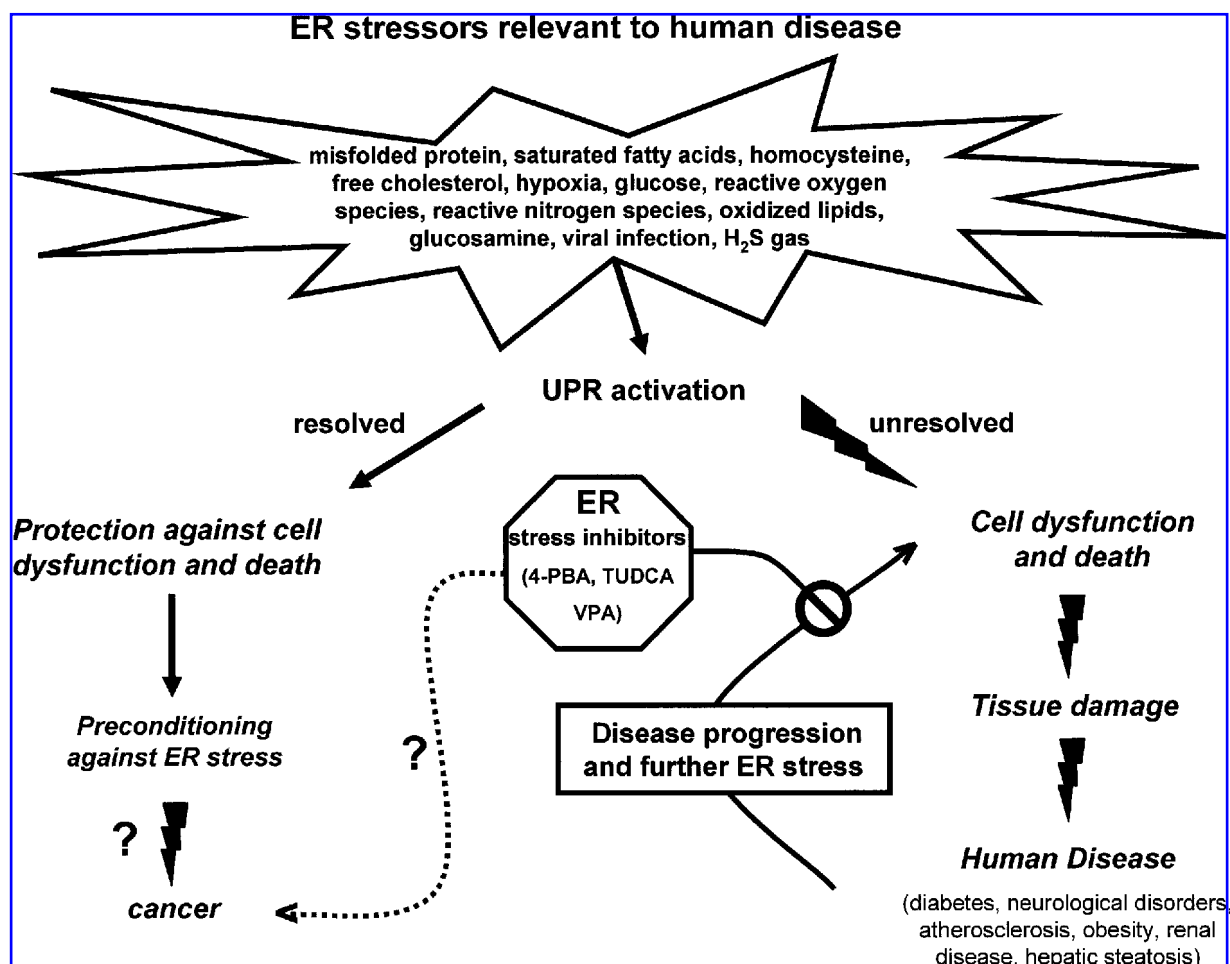 ER stressors relevant to human disease
misfolded protein, saturated fatty acids, homocysteine,
free cholesterol, hypoxia, glucose, reactive oxygen
species, reactive nitrogen species, oxidized lipids,
glucosamine, viral infection, H₂S gas
UPR activation
resolved
unresolved
Protection against cell
dysfunction and death
ER
stress inhibitors
(4-PBA, TUDCA
VPA)
Cell dysfunction
and death
Preconditioning
against ER stress
?
?
cancer
Disease progression
and further ER stress
Tissue damage
Human Disease
(diabetes, neurological disorders,
atherosclerosis, obesity, renal
disease, hepatic steatosis)